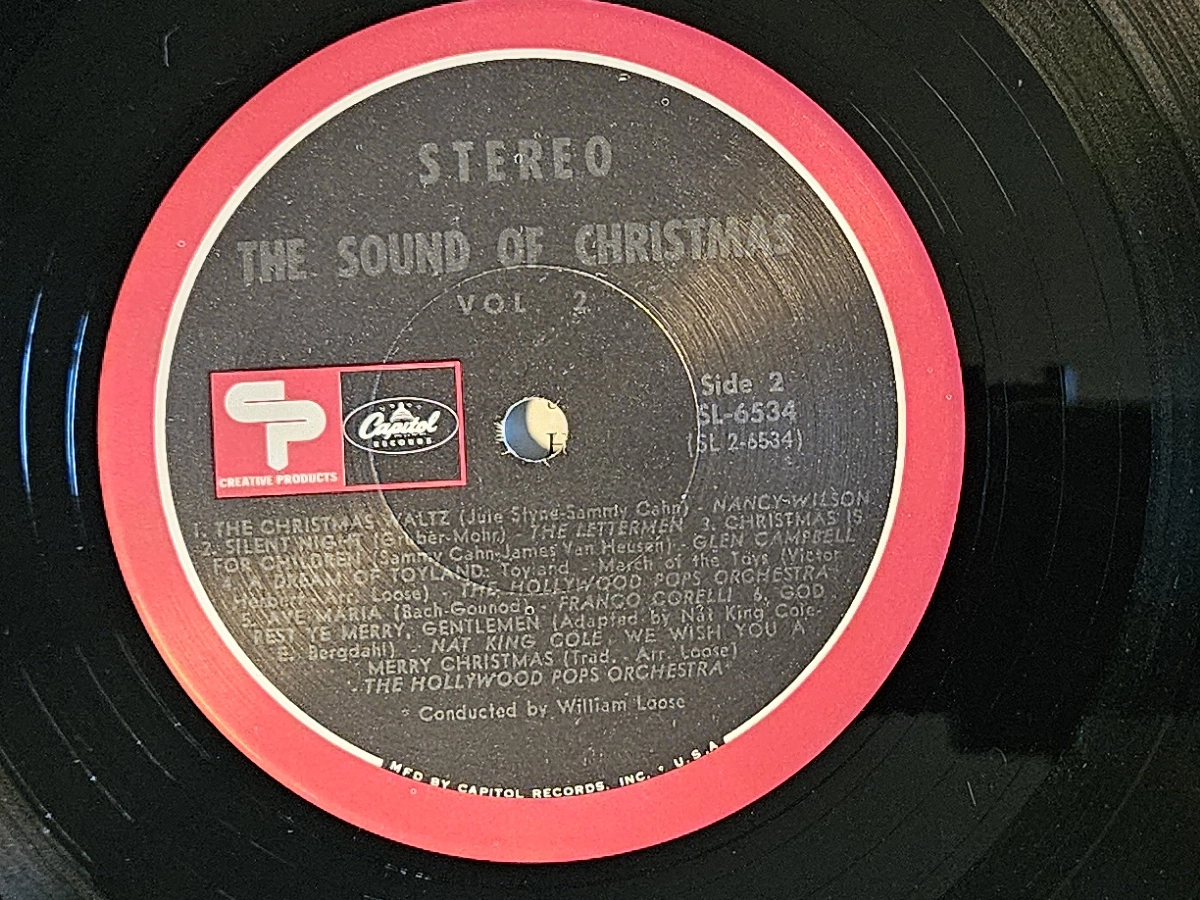 STEREO
THE SOUND OF CHRISTMAS
VOL 2
CP
CREATIVE PRODUCTS
Capitol
RECORDS
Side 2
SL-6534
(SL 2-6534)
1. THE CHRISTMAS WALTZ (Jule Styne-Sammy Cahn) - NANCY WILSON
2. SILENT NIGHT (Gruber-Mohr) - THE LETTERMEN 3. CHRISTMAS IS
FOR CHILDREN (Sammy Cahn-James Van Heusen) - GLEN CAMPBELL
A DREAM OF TOYLAND: Toyland - March of the Toys (Victor
Herbert, Arr. Loose) - THE HOLLYWOOD POPS ORCHESTRA
5. AVE MARIA (Bach-Gounod) - FRANCO CORELLI 6. GOD
REST YE MERRY, GENTLEMEN (Adapted by Nat King Cole-
E. Bergdahl) - NAT KING COLE, WE WISH YOU A
MERRY CHRISTMAS (Trad. Arr. Loose) -
THE HOLLYWOOD POPS ORCHESTRA
* Conducted by William Loose
MFD BY CAPITOL RECORDS, INC. • U.S.A